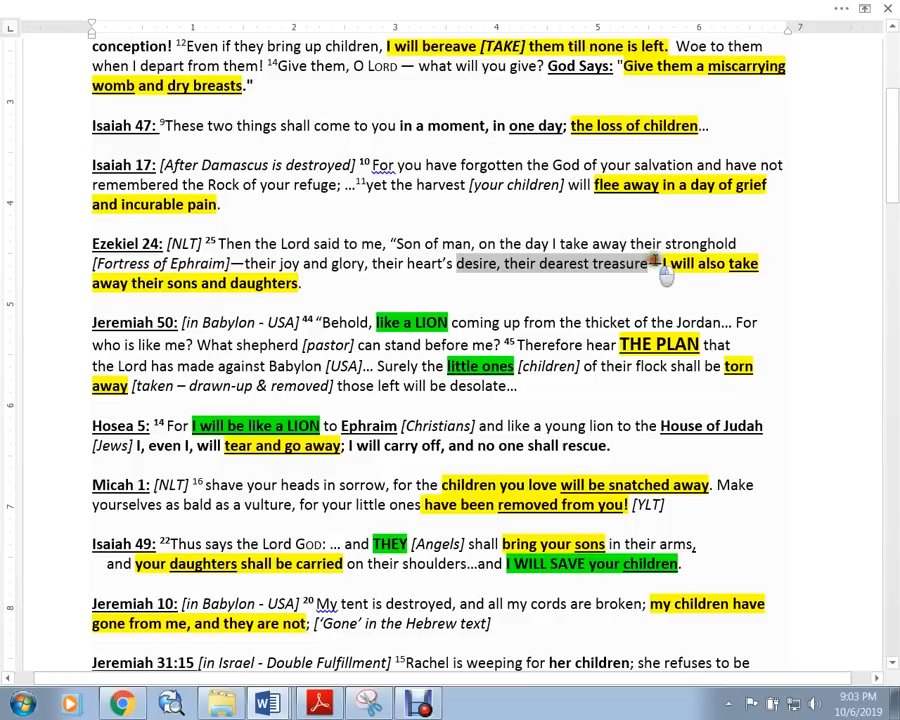 1 2 3 4 5 6 7
conception! 12Even if they bring up children, I will bereave [TAKE] them till none is left. Woe to them
when I depart from them! 14Give them, O LORD — what will you give? God Says: "Give them a miscarrying
womb and dry breasts."
Isaiah 47: 9These two things shall come to you in a moment, in one day; the loss of children…
Isaiah 17: [After Damascus is destroyed] 10 For you have forgotten the God of your salvation and have not
remembered the Rock of your refuge; …11yet the harvest [your children] will flee away in a day of grief
and incurable pain.
Ezekiel 24: [NLT] 25 Then the Lord said to me, “Son of man, on the day I take away their stronghold
[Fortress of Ephraim]—their joy and glory, their heart’s desire, their dearest treasure—I will also take
away their sons and daughters.
Jeremiah 50: [in Babylon - USA] 44 “Behold, like a LION coming up from the thicket of the Jordan… For
who is like me? What shepherd [pastor] can stand before me? 45 Therefore hear THE PLAN that
the Lord has made against Babylon [USA]… Surely the little ones [children] of their flock shall be torn
away [taken – drawn-up & removed] those left will be desolate…
Hosea 5: 14 For I will be like a LION to Ephraim [Christians] and like a young lion to the House of Judah
[Jews] I, even I, will tear and go away; I will carry off, and no one shall rescue.
Micah 1: [NLT] 16 shave your heads in sorrow, for the children you love will be snatched away. Make
yourselves as bald as a vulture, for your little ones have been removed from you! [YLT]
Isaiah 49: 22Thus says the Lord GOD: … and THEY [Angels] shall bring your sons in their arms,
and your daughters shall be carried on their shoulders…and I WILL SAVE your children.
Jeremiah 10: [in Babylon - USA] 20 My tent is destroyed, and all my cords are broken; my children have
gone from me, and they are not; [‘Gone’ in the Hebrew text]
Jeremiah 31:15 [in Israel - Double Fulfillment] 15Rachel is weeping for her children; she refuses to be
3
4
5
6
7
8
9:03 PM
10/6/2019